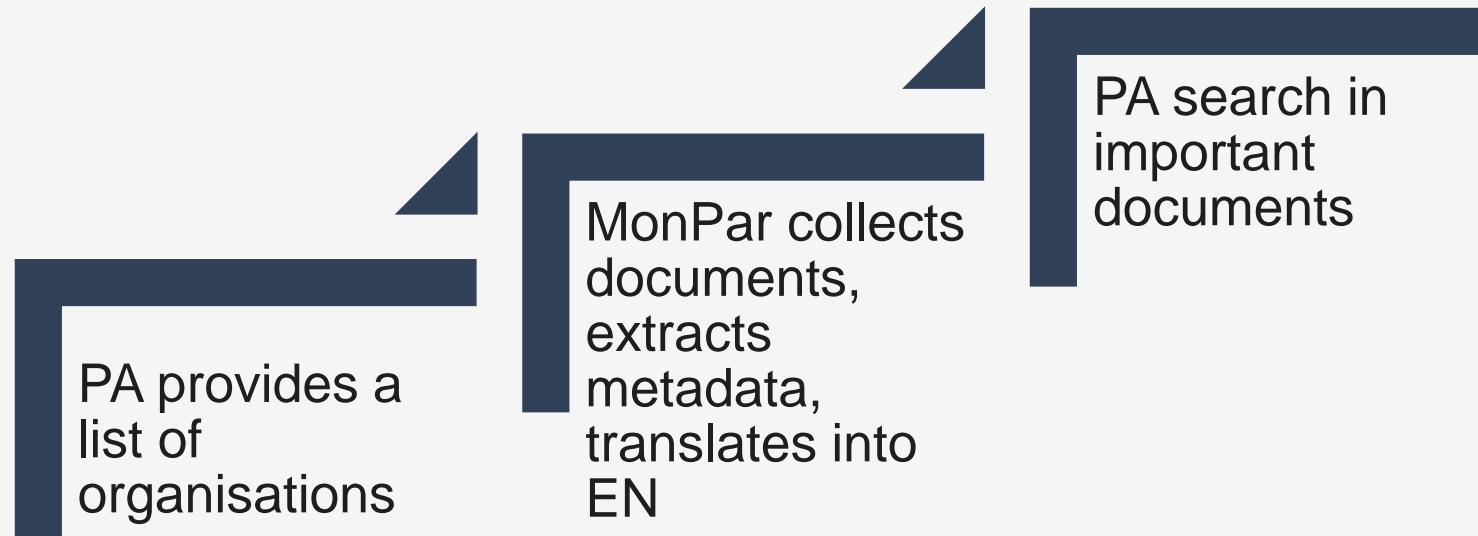 PA provides a
list of
organisations
MonPar collects
documents,
extracts
metadata,
translates into
EN
PA search in
important
documents